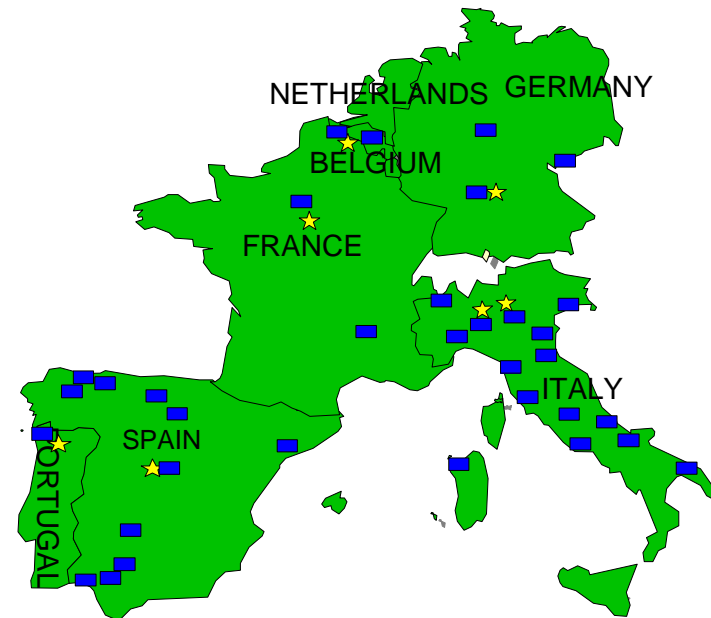 NETHERLANDS
GERMANY
BELGIUM
FRANCE
ITALY
SPAIN
PORTUGAL